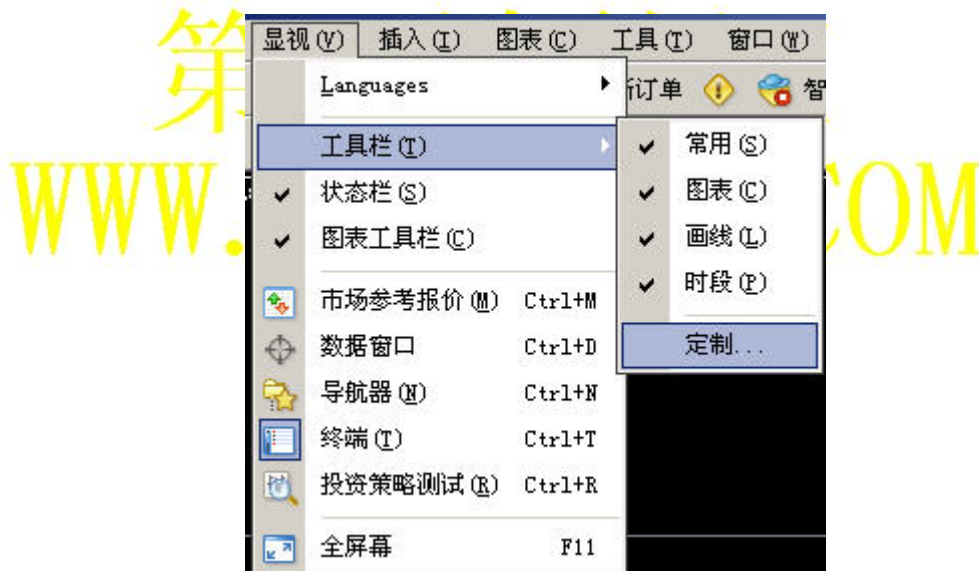 第
WWW. COM
显视(V) 插入(I) 图表(C) 工具(T) 窗口(W)
Languages 订单 智
工具栏(T) 常用(S)
状态栏(S) 图表(C)
图表工具栏(C) 画线(L)
时段(P)
市场参考报价(M) Ctrl+M
数据窗口 Ctrl+D 定制...
导航器(N) Ctrl+N
终端(T) Ctrl+T
投资策略测试(R) Ctrl+R
全屏幕 F11